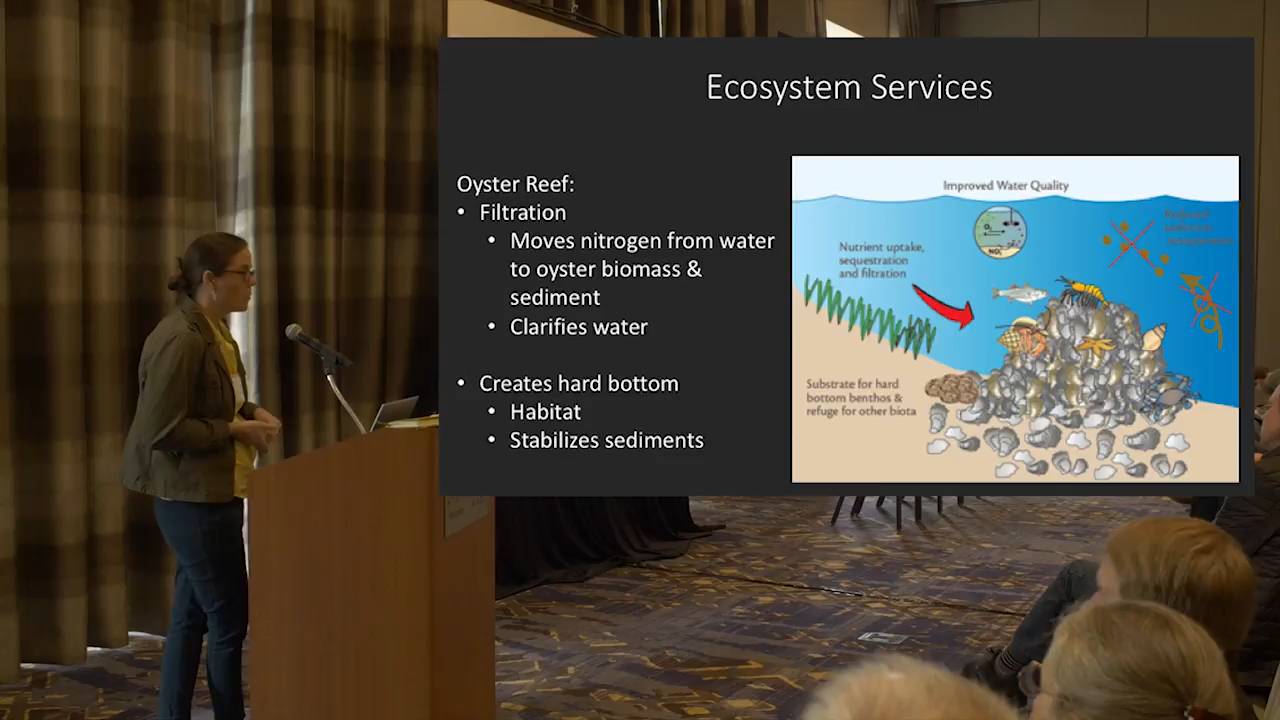 Ecosystem Services
Oyster Reef:
• Filtration
• Moves nitrogen from water
to oyster biomass &
sediment
• Clarifies water
• Creates hard bottom
• Habitat
• Stabilizes sediments
Improved Water Quality
Nutrient uptake,
sequestration
and filtration
Substrate for hard
bottom benthos &
refuge for other biota